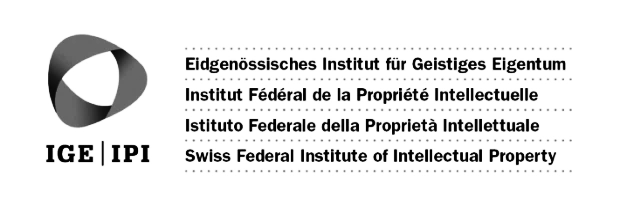 IGE | IPI
Eidgenössisches Institut für Geistiges Eigentum
Institut Fédéral de la Propriété Intellectuelle
Istituto Federale della Proprietà Intellettuale
Swiss Federal Institute of Intellectual Property